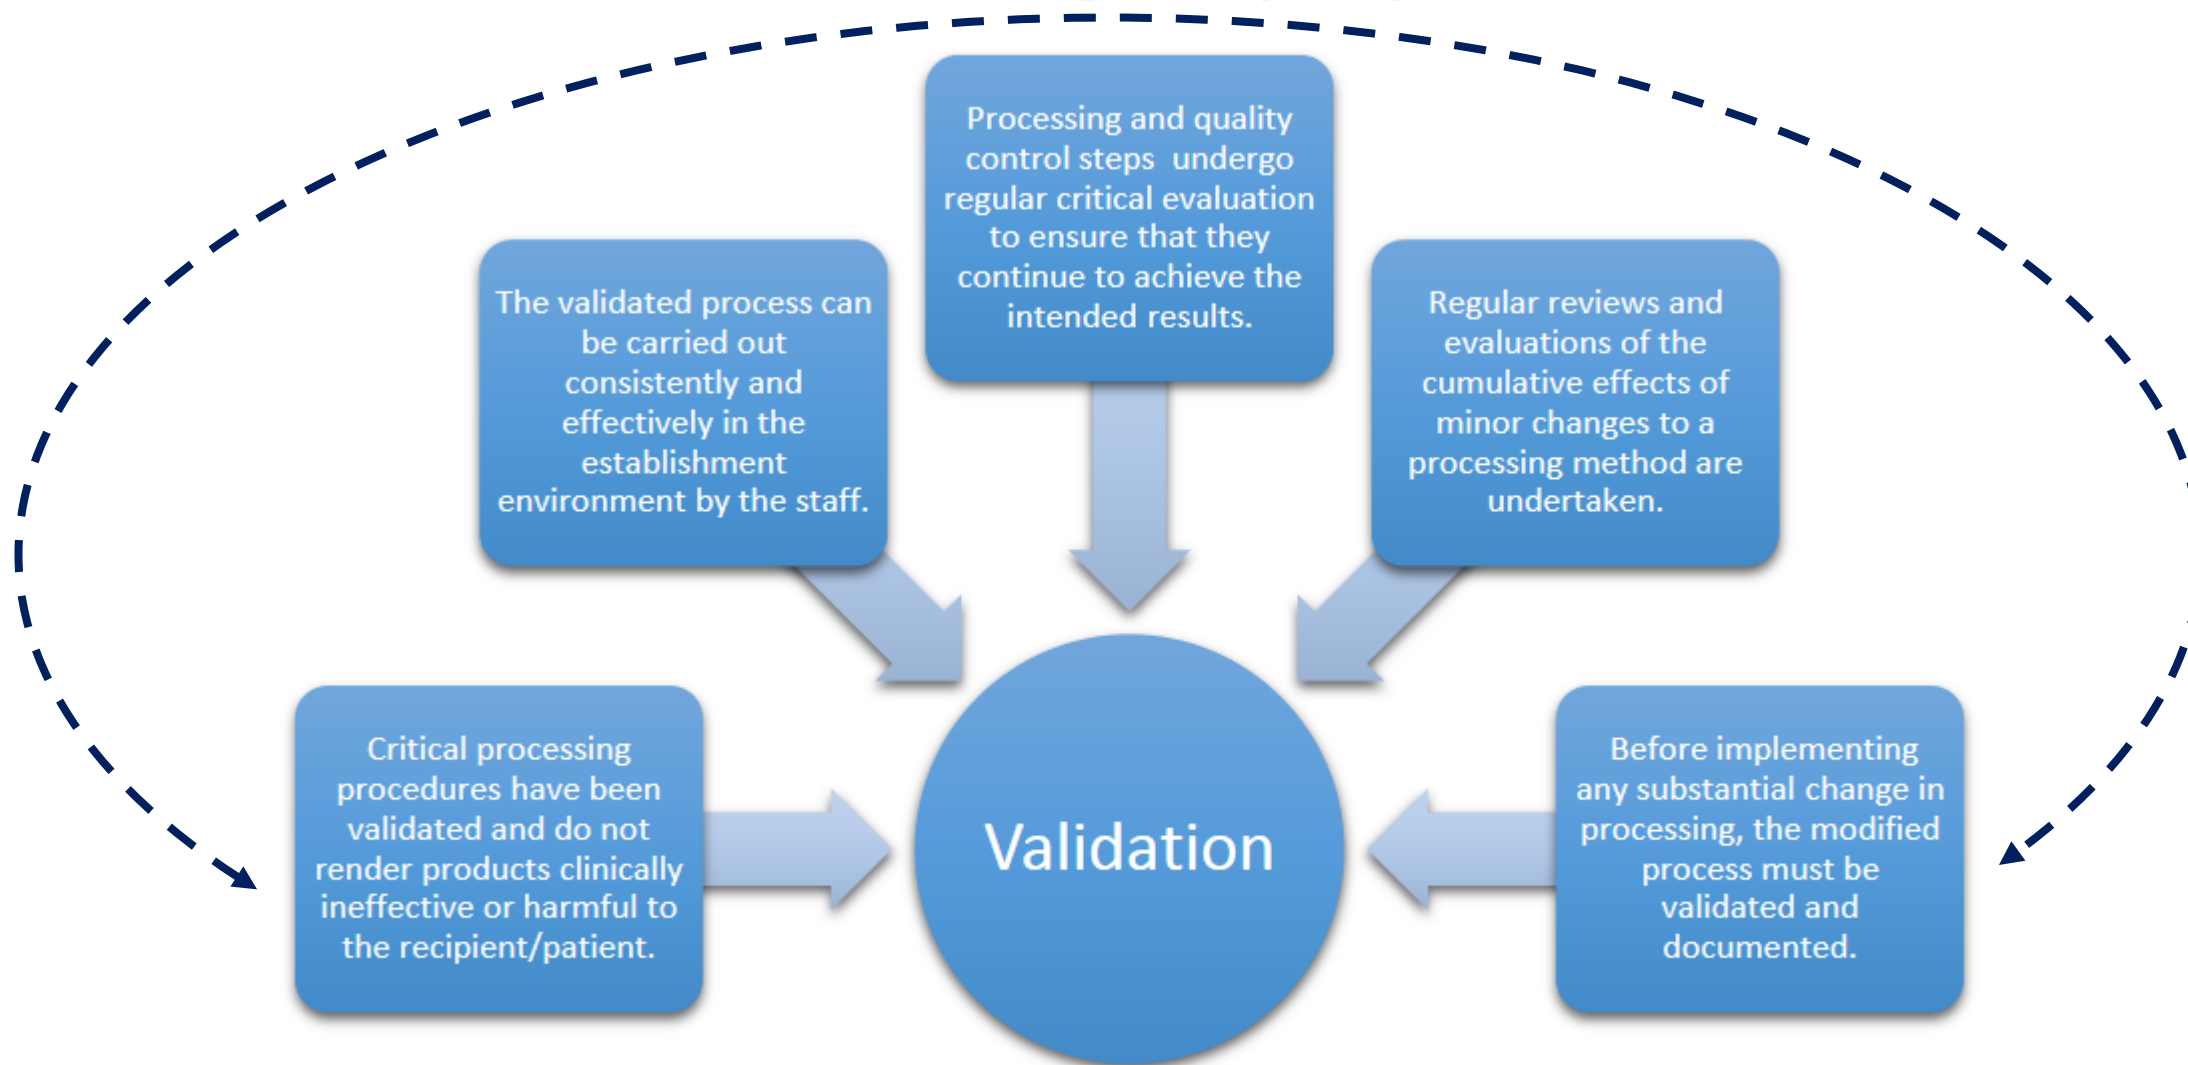 Processing and quality
control steps  undergo
regular critical evaluation
to ensure that they
continue to achieve the
intended results.
The validated process can
be carried out
consistently and
effectively in the
establishment
environment by the staff.
Regular reviews and
evaluations of the
cumulative effects of
minor changes to a
processing method are
undertaken.
Critical processing
procedures have been
validated and do not
render products clinically
ineffective or harmful to
the recipient/patient.
Validation
Before implementing
any substantial change in
processing, the modified
process must be
validated and
documented.